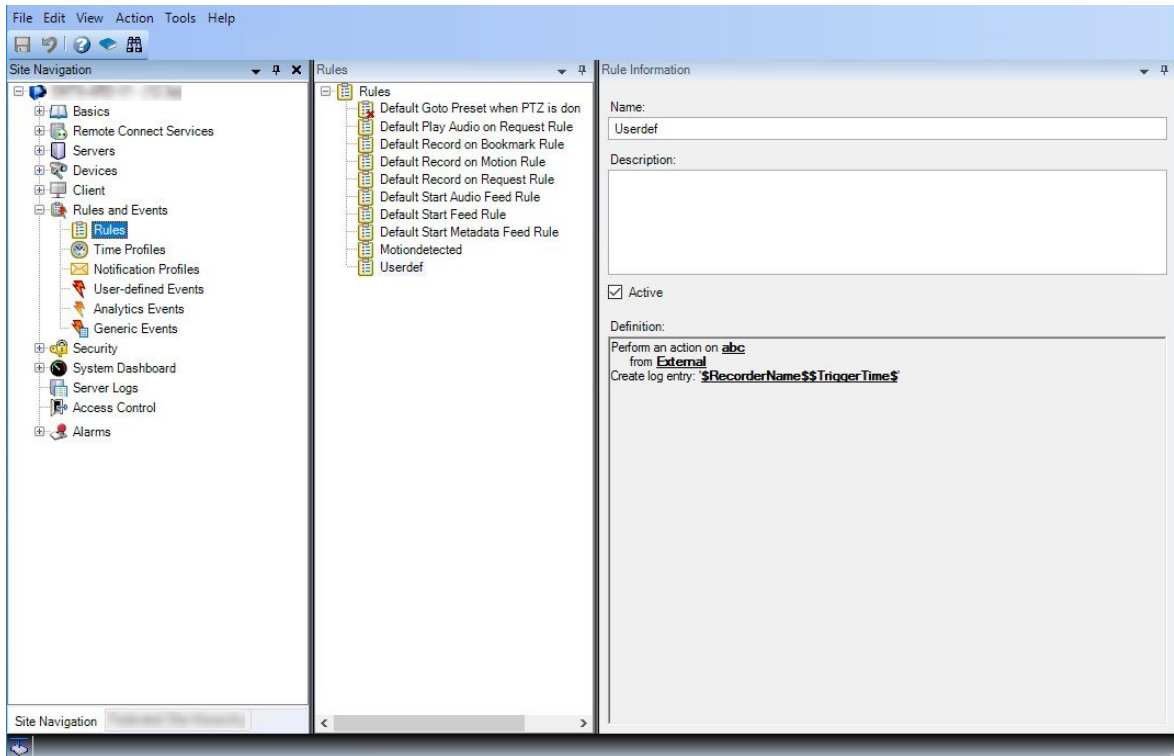 File Edit View Action Tools Help
Site Navigation
Basics
Remote Connect Services
Servers
Devices
Client
Rules and Events
Rules
Time Profiles
Notification Profiles
User-defined Events
Analytics Events
Generic Events
Security
System Dashboard
Server Logs
Access Control
Alarms
Site Navigation
Rules
Rules
Default Goto Preset when PTZ is don
Default Play Audio on Request Rule
Default Record on Bookmark Rule
Default Record on Motion Rule
Default Record on Request Rule
Default Start Audio Feed Rule
Default Start Feed Rule
Default Start Metadata Feed Rule
Motiondetected
Userdef
Rule Information
Name:
Userdef
Description:
Active
Definition:
Perform an action on abc
from External
Create log entry: '$RecorderName$$TriggerTime$'